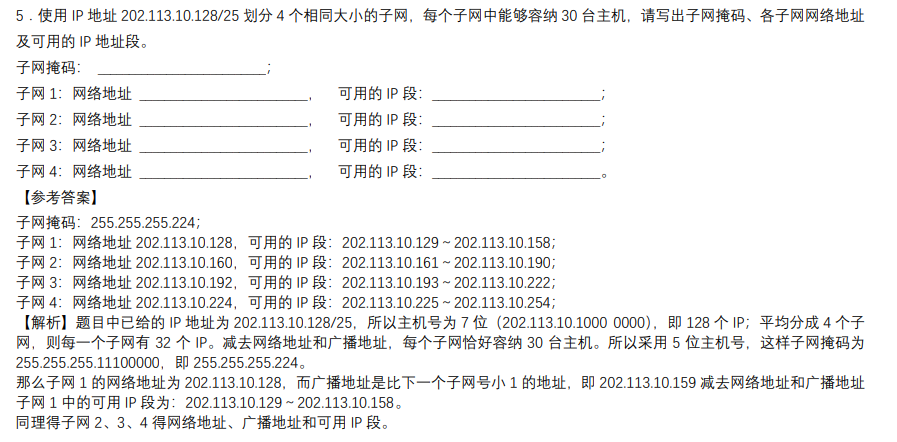 5．使用 IP 地址 202.113.10.128/25 划分 4 个相同大小的子网，每个子网中能够容纳 30 台主机，请写出子网掩码、各子网网络地址
及可用的 IP 地址段。
子网掩码： ______________________；
子网 1：网络地址 ______________________， 可用的 IP 段：______________________；
子网 2：网络地址 ______________________， 可用的 IP 段：______________________；
子网 3：网络地址 ______________________， 可用的 IP 段：______________________；
子网 4：网络地址 ______________________， 可用的 IP 段：______________________。
【参考答案】
子网掩码：255.255.255.224；
子网 1：网络地址 202.113.10.128，可用的 IP 段：202.113.10.129～202.113.10.158；
子网 2：网络地址 202.113.10.160，可用的 IP 段：202.113.10.161～202.113.10.190；
子网 3：网络地址 202.113.10.192，可用的 IP 段：202.113.10.193～202.113.10.222；
子网 4：网络地址 202.113.10.224，可用的 IP 段：202.113.10.225～202.113.10.254；
【解析】题目中已给的 IP 地址为 202.113.10.128/25，所以主机号为 7 位（202.113.10.1000 0000），即 128 个 IP；平均分成 4 个子
网，则每一个子网有 32 个 IP。减去网络地址和广播地址，每个子网恰好容纳 30 台主机。所以采用 5 位主机号，这样子网掩码为
255.255.255.11100000，即 255.255.255.224。
那么子网 1 的网络地址为 202.113.10.128，而广播地址是比下一个子网号小 1 的地址，即 202.113.10.159 减去网络地址和广播地址
子网 1 中的可用 IP 段为：202.113.10.129～202.113.10.158。
同理得子网 2、3、4 得网络地址、广播地址和可用 IP 段。